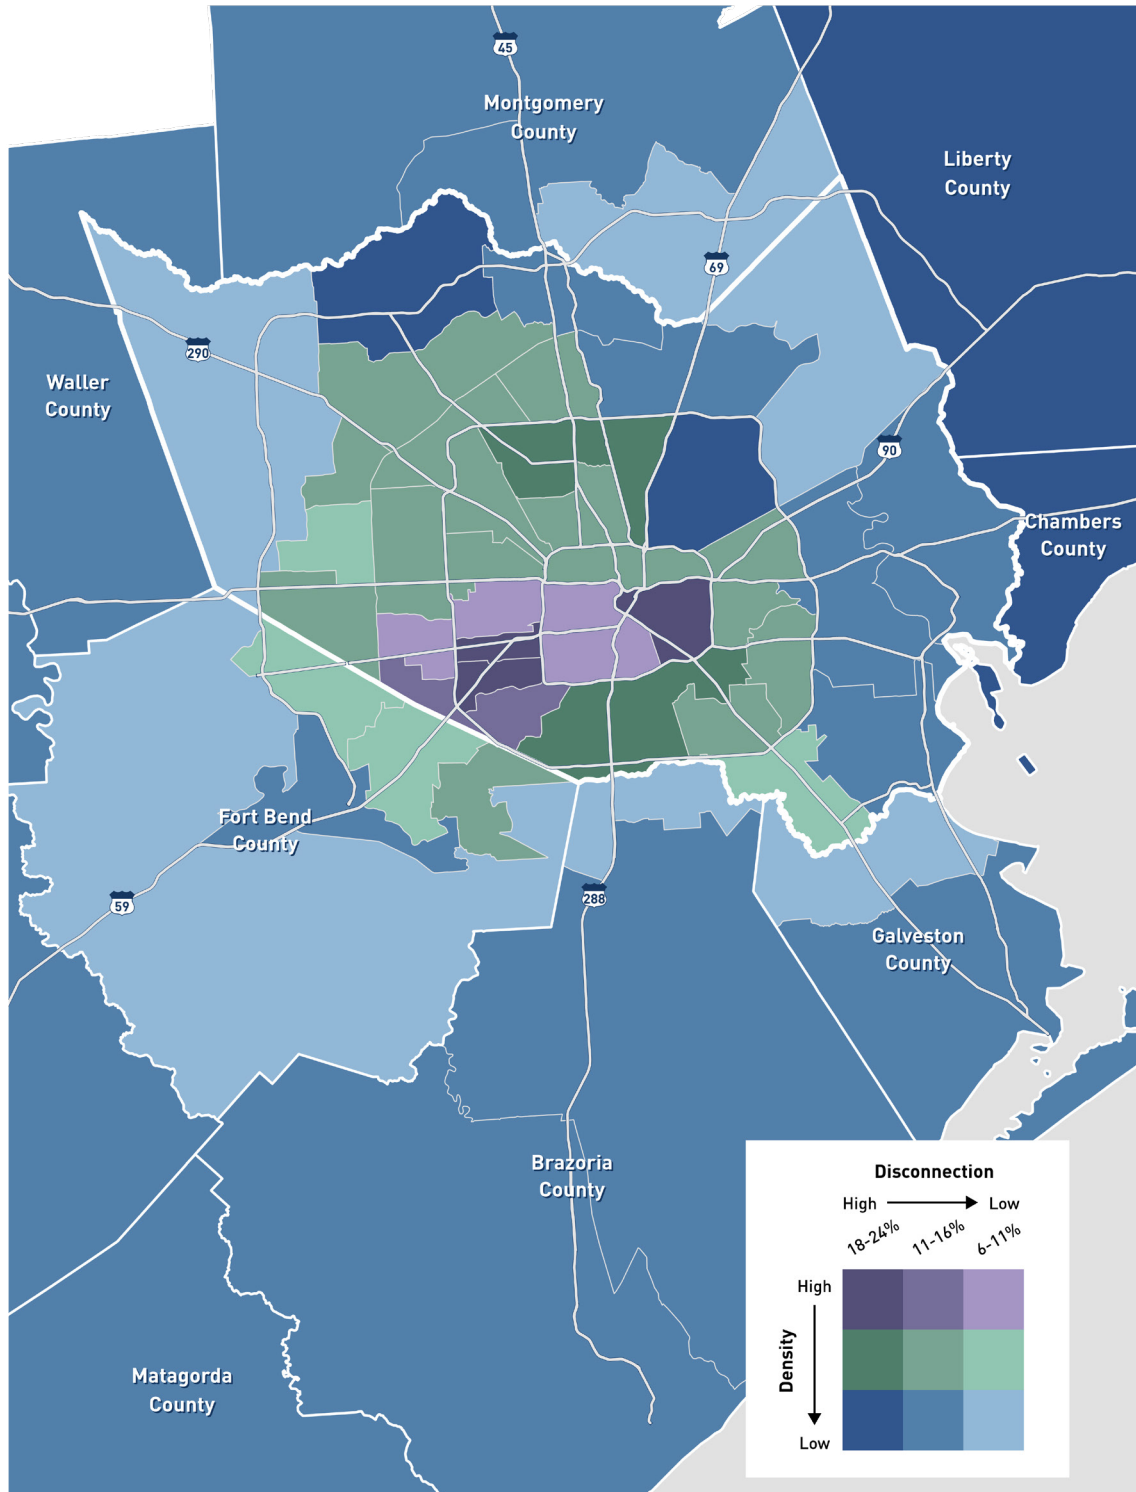 45
Montgomery
County
Liberty
County
69
290
Waller
County
90
Chambers
County
Fort Bend
County
59
288
Galveston
County
Brazoria
County
Matagorda
County
Disconnection
High
Low
18-24%
11-16%
6-11%
High
Density
Low